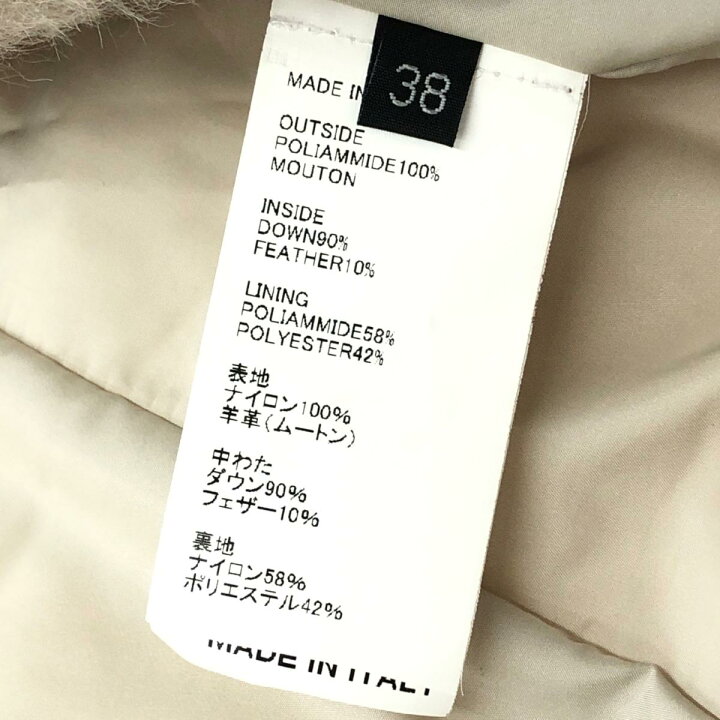 38
MADE IN
OUTSIDE
POLIAMMIDE100%
MOUTON
INSIDE
DOWN90%
FEATHER10%
LINING
POLIAMMIDE58%
POLYESTER42%
表地
ナイロン100%
羊革(ムートン)
中わた
ダウン90%
フェザー10%
裏地
ナイロン58%
ポリエステル42%
MADE IN ITALY